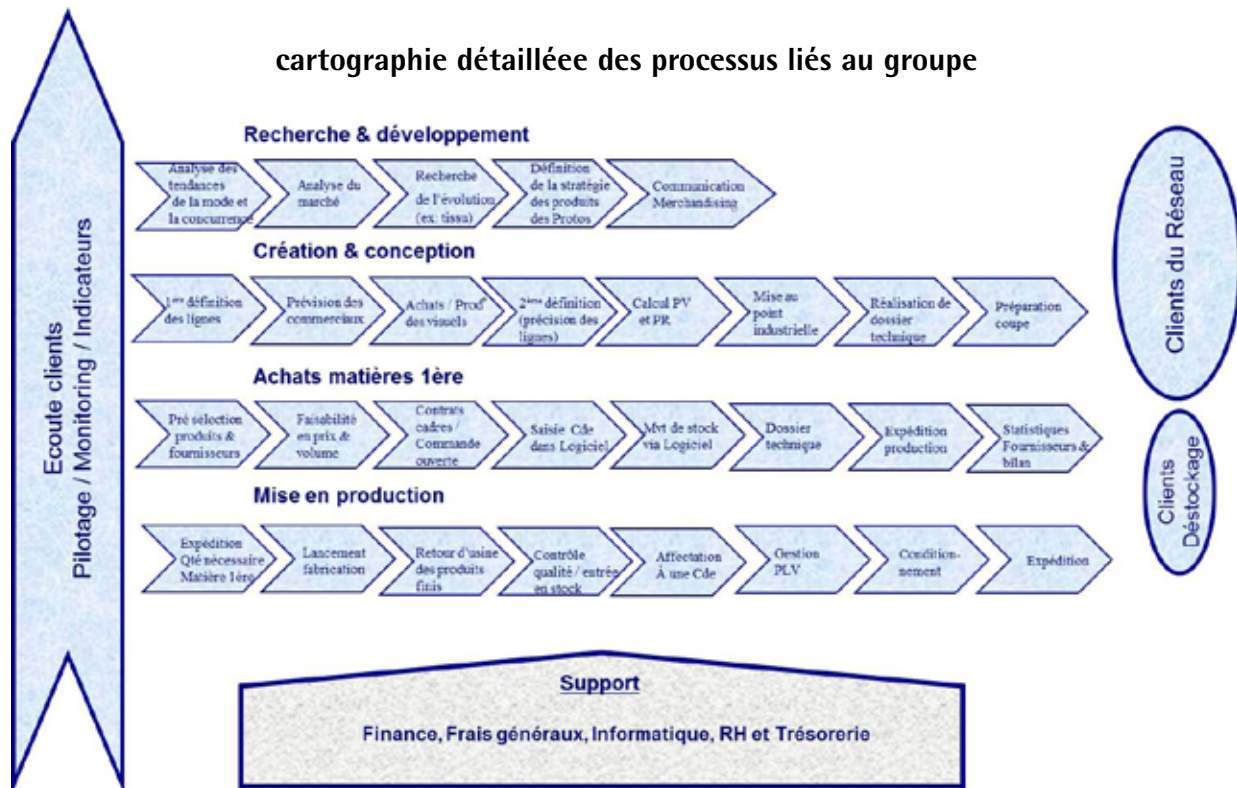 cartographie détailléee des processus liés au groupe
Ecoute clients
Pilotage / Monitoring / Indicateurs
Recherche & développement
Analyse des
tendances
de la mode et
la concurrence
Analyse du
marché
Recherche
de l'évolution
(ex: tissu)
Définition
de la stratégie
des produits
des Protos
Communication
Merchandising
Création & conception
1ère définition
des lignes
Prévision des
commerciaux
Achats / Prod°
des visuels
2ième définition
(précision des
lignes)
Calcul PV
et PR
Mise au
point
industrielle
Réalisation de
dossier
technique
Préparation
coupe
Achats matières 1ère
Pré sélection
produits &
fournisseurs
Faisabilité
en prix &
volume
Contrats
cadres /
Commande
ouverte
Saisie Cde
dans Logiciel
Mvt de stock
via Logiciel
Dossier
technique
Expédition
production
Statistiques
Fournisseurs &
bilan
Mise en production
Expédition
Qté nécessaire
Matière 1ère
Lancement
fabrication
Retour d'usine
des produits
finis
Contrôle
qualité / entrée
en stock
Affectation
À une Cde
Gestion
PLV
Condition-
nement
Expédition
Clients du Réseau
Clients
Déstockage
Support
Finance, Frais généraux, Informatique, RH et Trésorerie